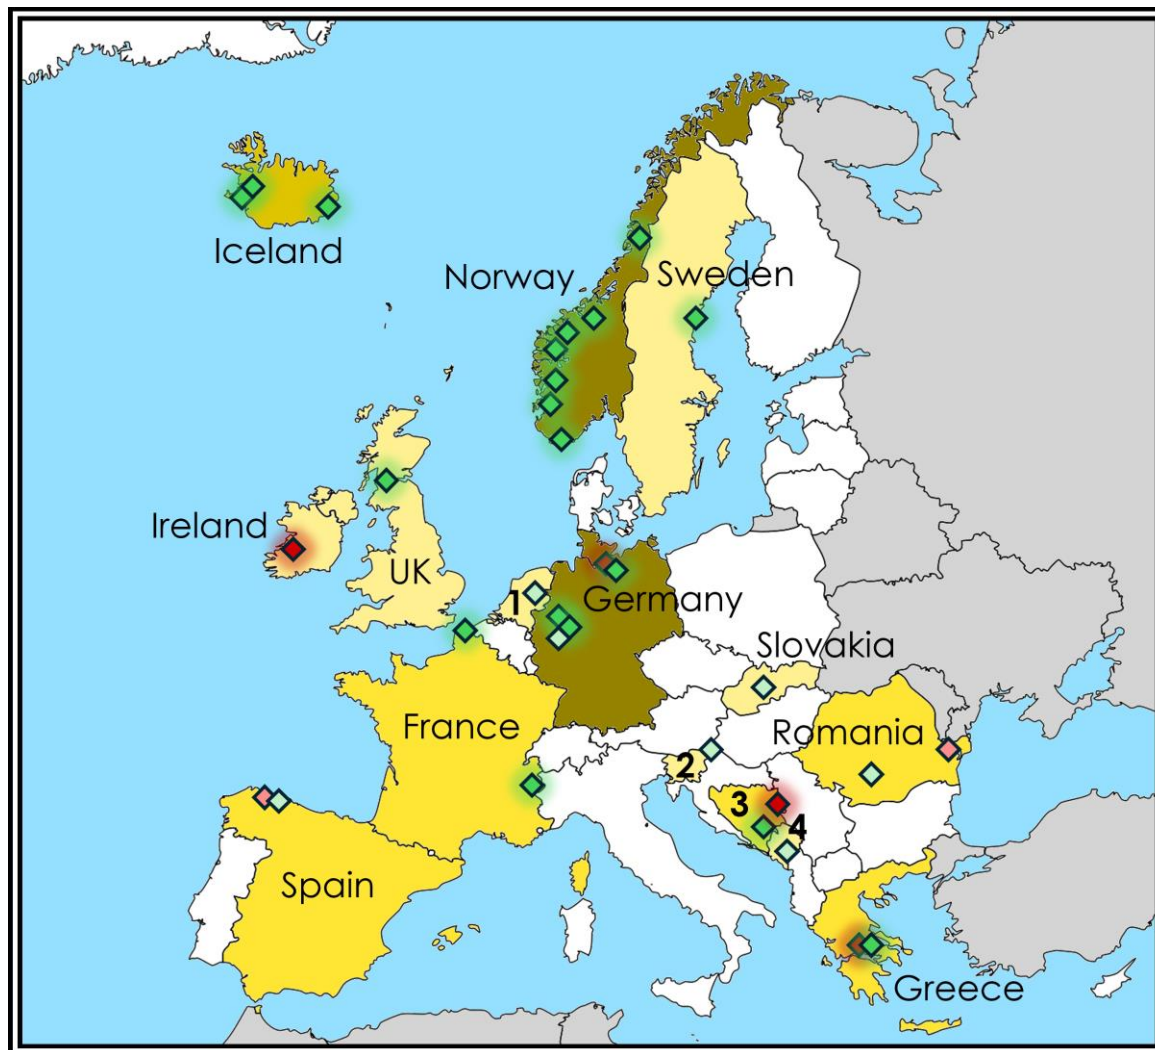 Iceland
Norway
Sweden
Ireland
UK
1
Germany
Slovakia
France
Romania
2
3
4
Spain
Greece